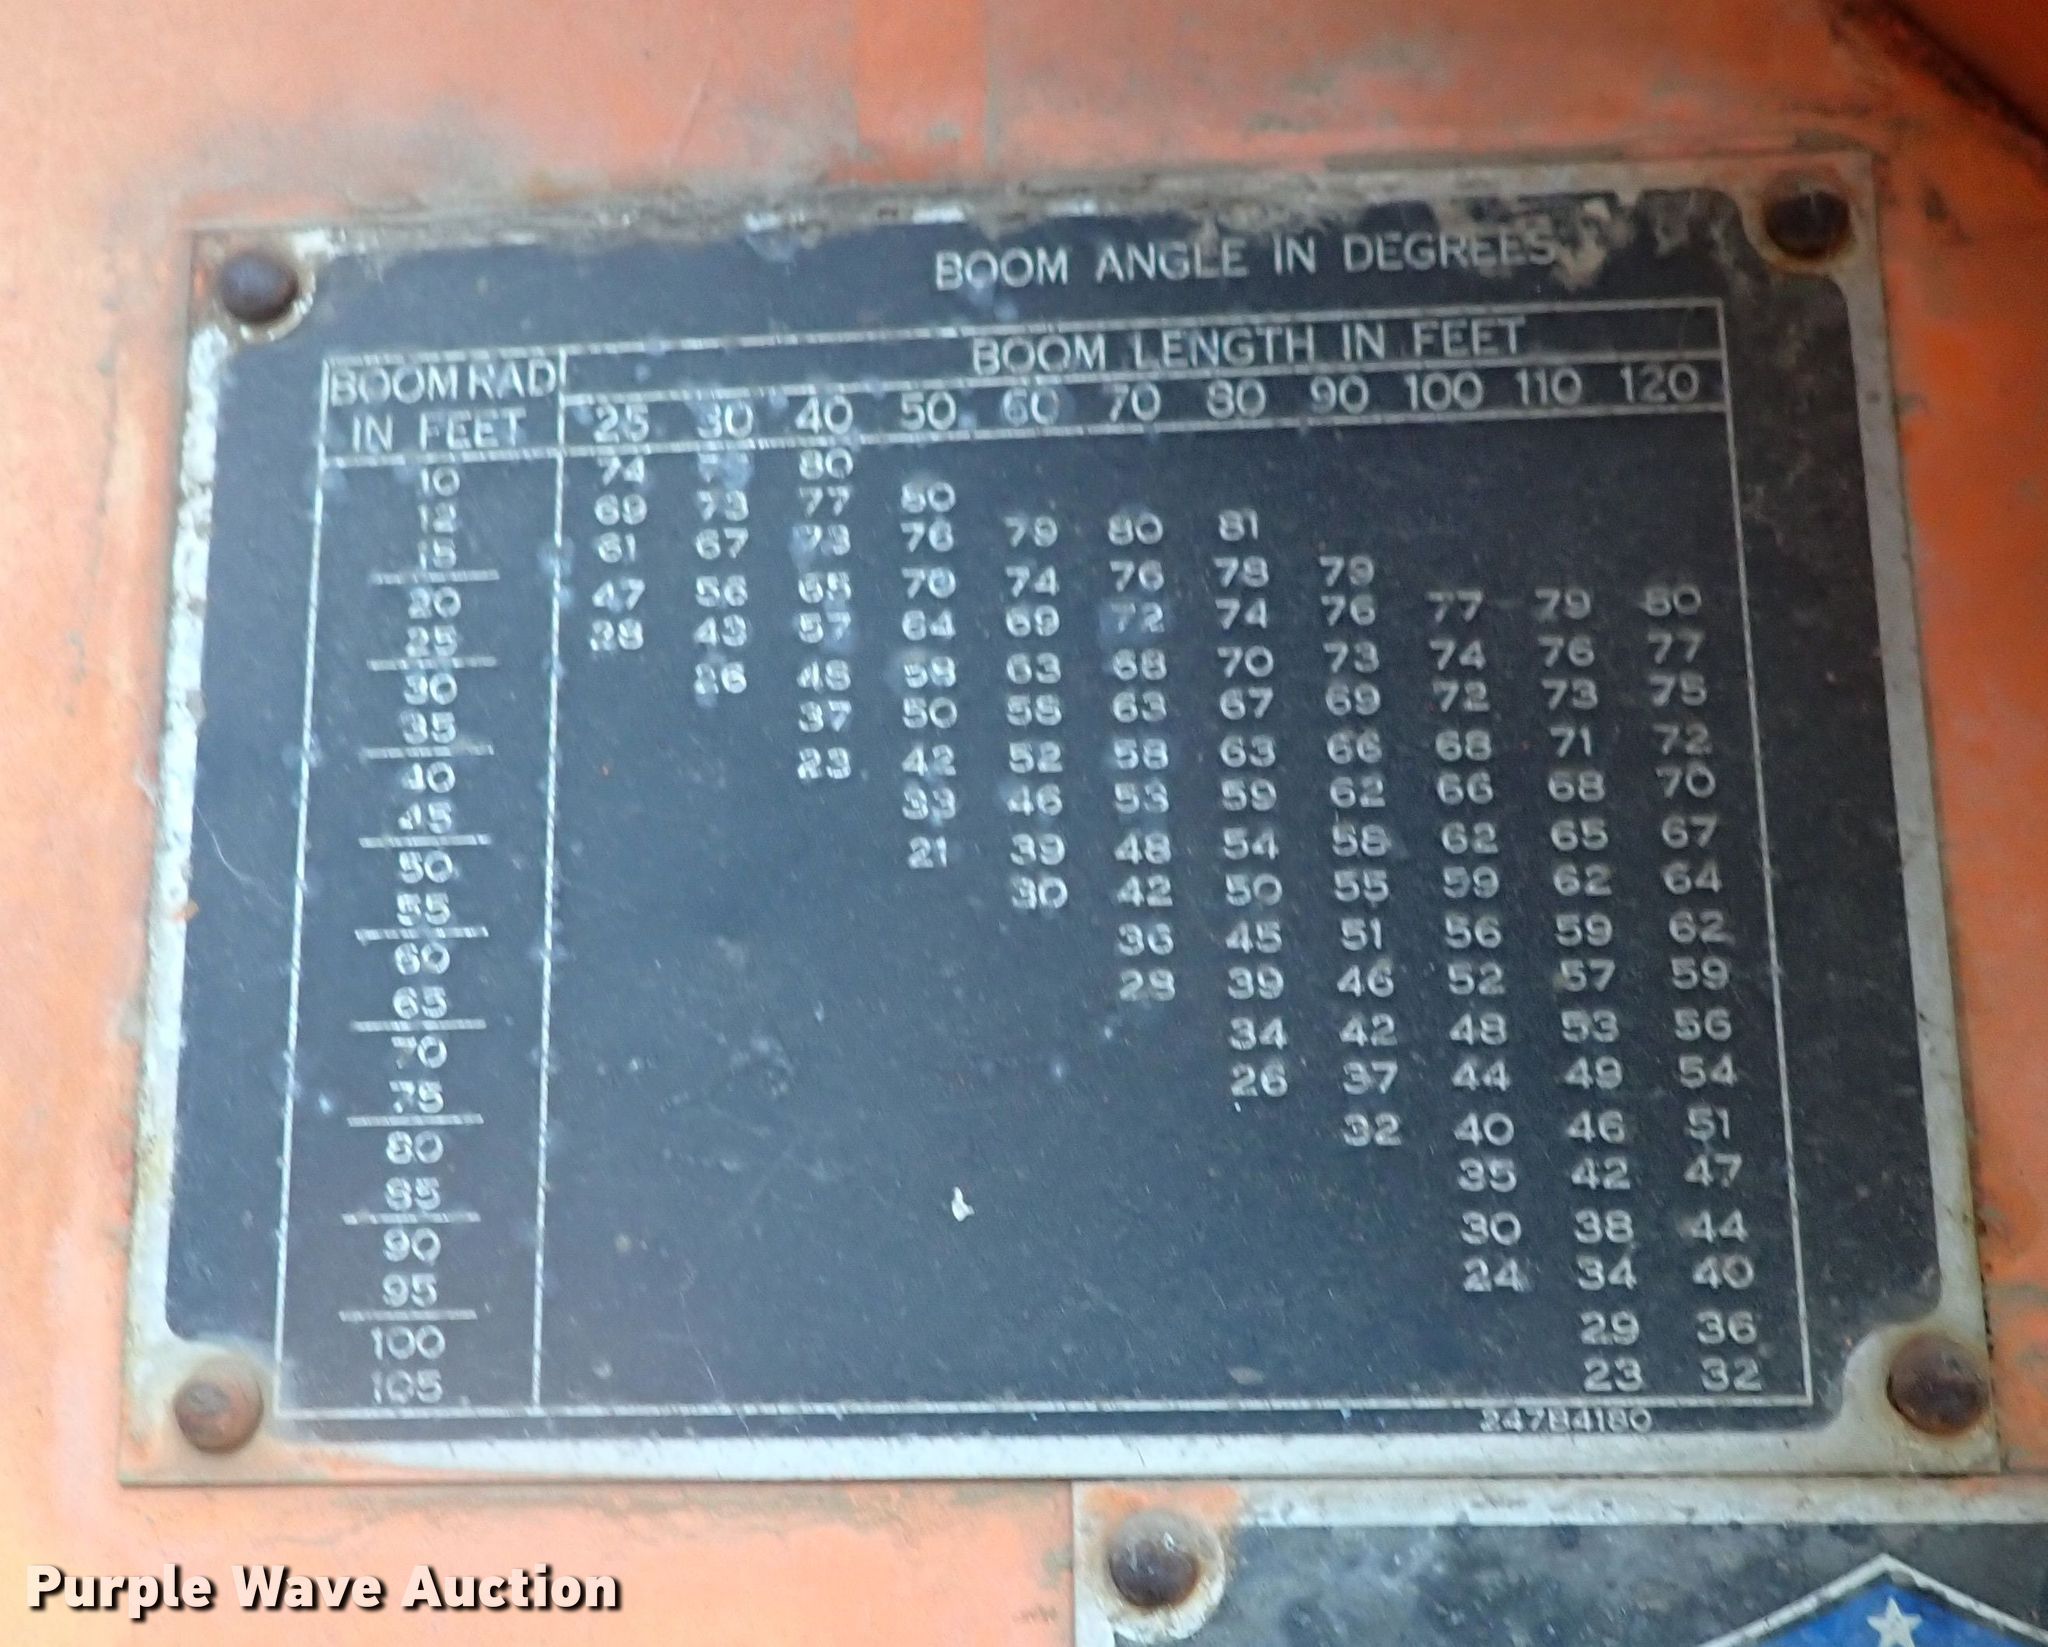 BOOM ANGLE IN DEGREES
BOOM RAD IN FEET
BOOM LENGTH IN FEET
25 30 40 50 60 70 80 90 100 110 120
10 74 80
12 69 73 77 80
15 61 67 73 76 79 80 81
20 47 56 65 70 74 76 78 79
25 28 43 57 64 69 72 74 76 77 79 80
30 26 48 58 63 68 70 73 74 76 77
35 37 50 58 63 67 69 72 73 75
40 23 42 52 58 63 66 68 71 72
45 33 46 53 59 62 66 68 70
50 21 39 48 54 58 62 65 67
55 30 42 50 55 59 62 64
60 36 45 51 56 59 62
65 28 39 46 52 57 59
70 34 42 48 53 56
75 26 37 44 49 54
80 32 40 46 51
85 35 42 47
90 30 38 44
95 24 34 40
100 29 36
105 23 32
24784180
Purple Wave Auction